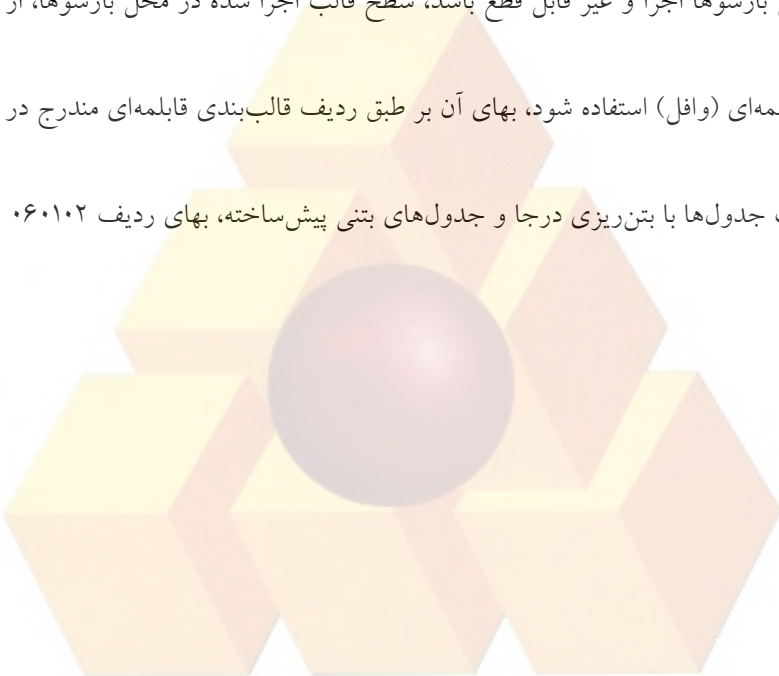 بازشوها اجرا و غیر قابل قطع باشد، سطح قالب اجرا شده در محل بازشوها، از
مه‌ای (وافل) استفاده شود، بهای آن بر طبق ردیف قالب‌بندی قابلمه‌ای مندرج در
جدول‌ها با بتن‌ریزی درجا و جدول‌های بتنی پیش‌ساخته، بهای ردیف ۰۶۰۱۰۲